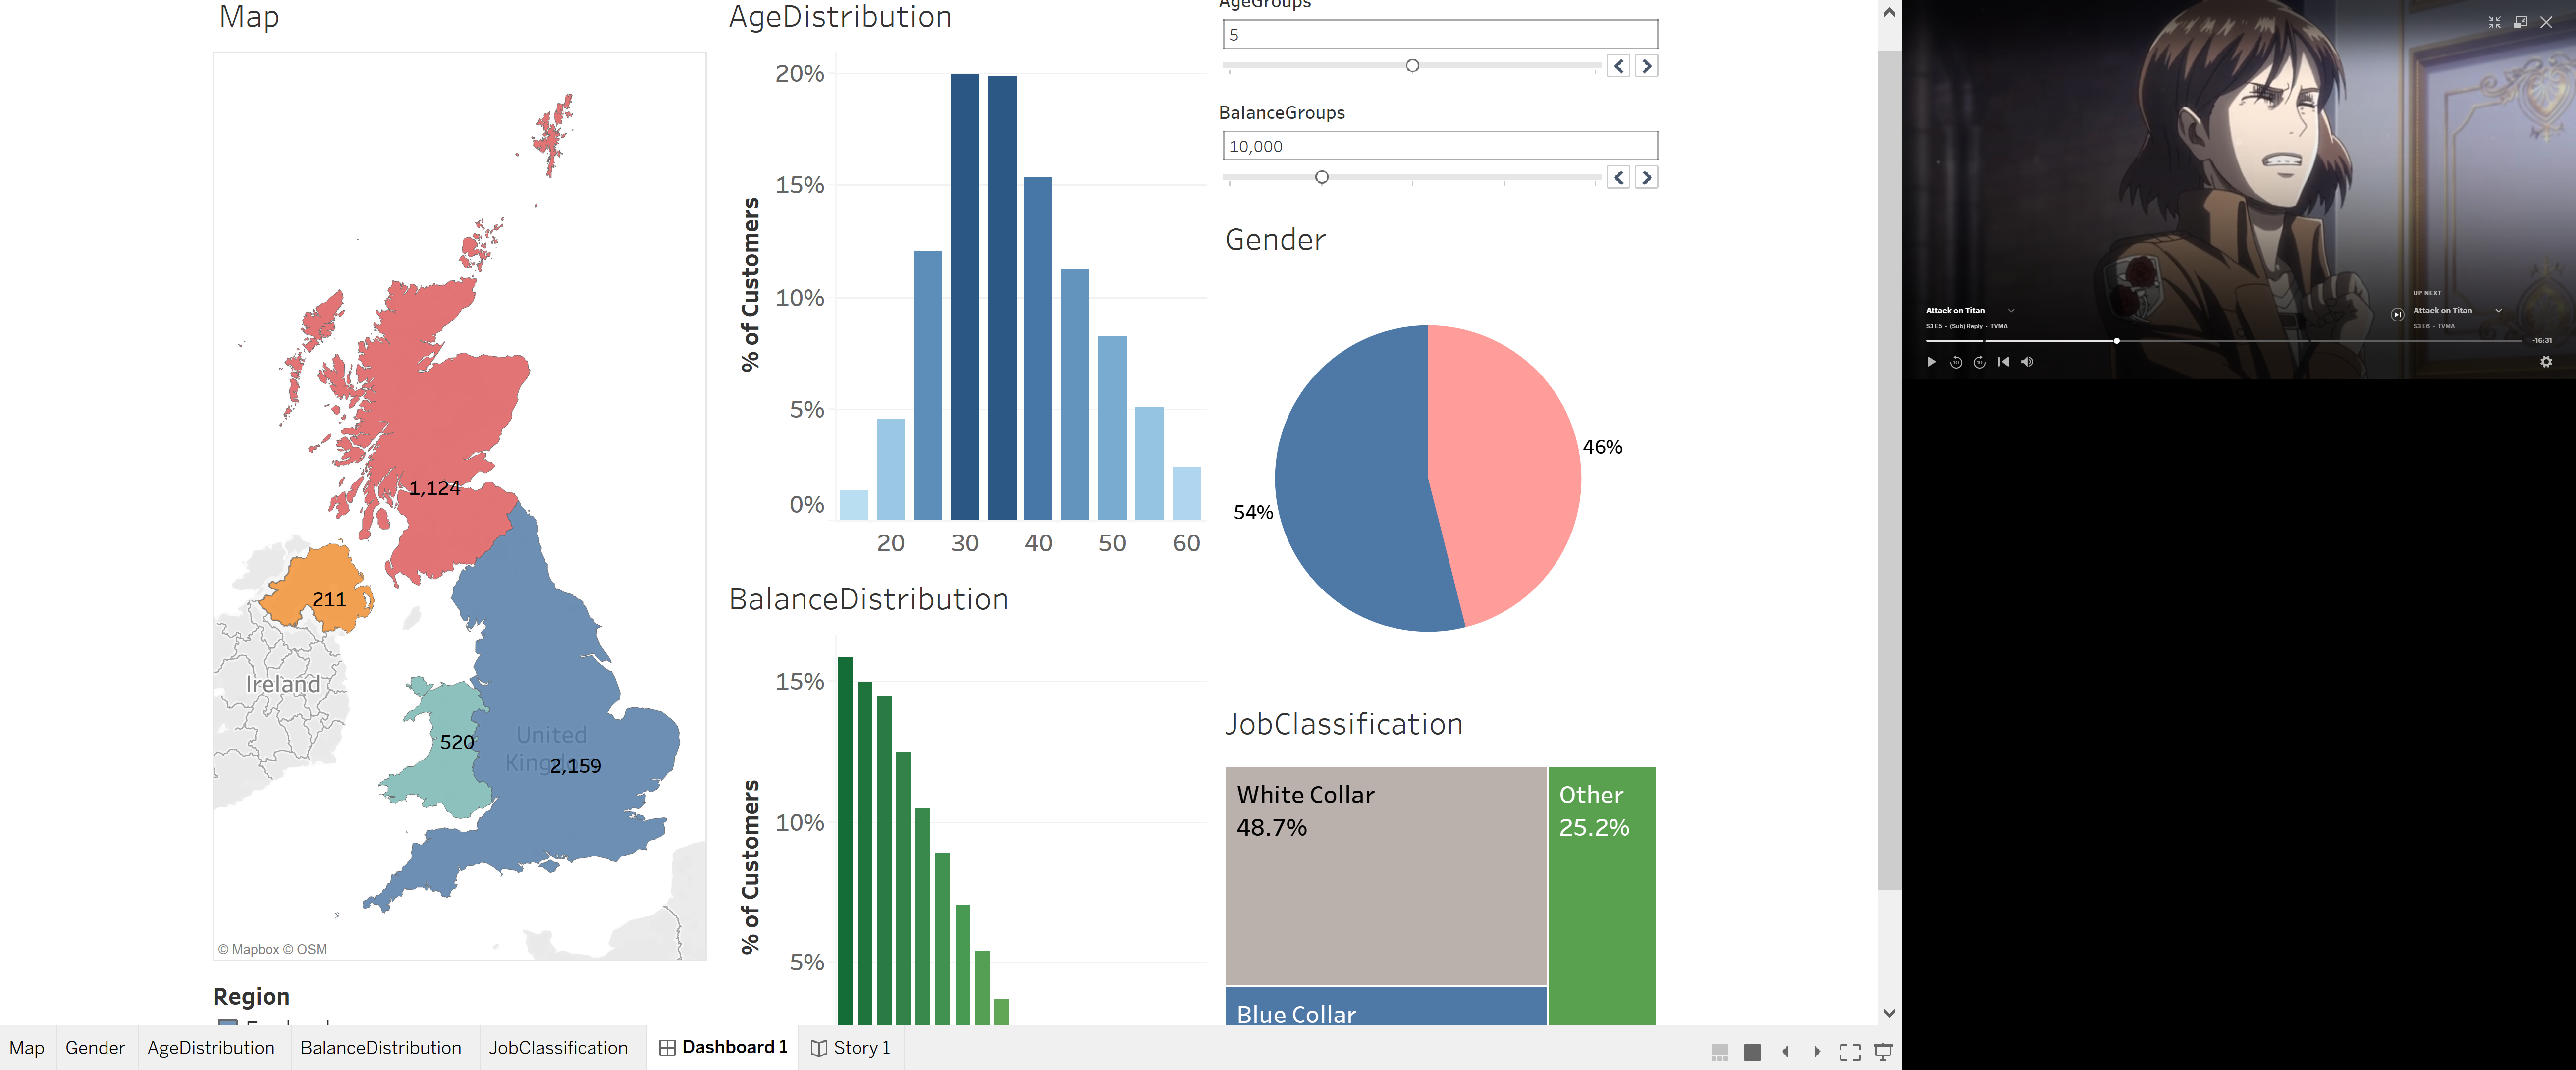 Map
1,124
211
Ireland
520
United
2,159
© Mapbox © OSM
Region
AgeDistribution
% of Customers
20%
15%
10%
5%
0%
20 30 40 50 60
BalanceDistribution
% of Customers
15%
10%
5%
AgeGroups
5
BalanceGroups
10,000
Gender
46%
54%
JobClassification
White Collar
48.7%
Other
25.2%
Blue Collar
Attack on Titan
S3 E5 - (Sub) Reply • TVMA
UP NEXT
Attack on Titan
S3 E6 • TVMA
-16:31
10 10
Map Gender AgeDistribution BalanceDistribution JobClassification Dashboard 1 Story 1